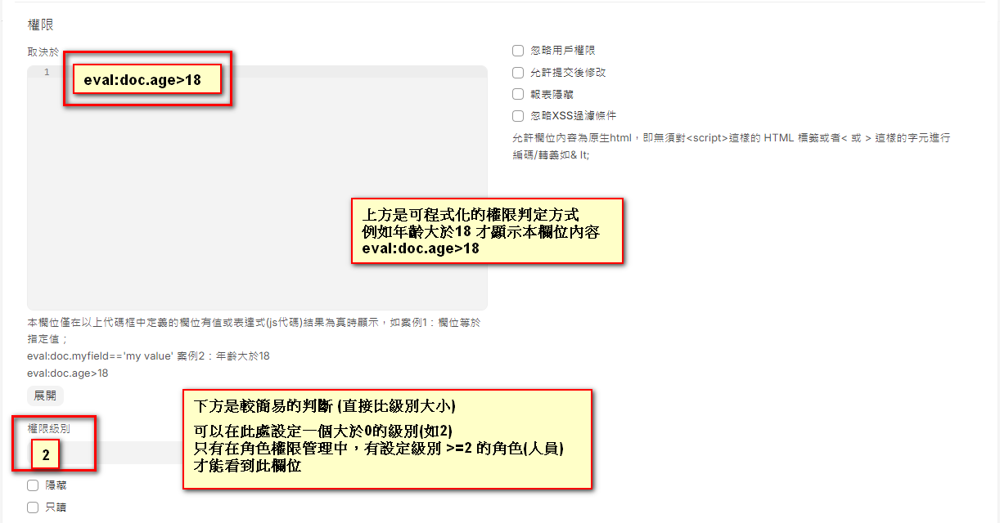 權限
取決於
1
eval:doc.age>18
忽略用戶權限
允許提交後修改
報表隱藏
忽略XSS過濾條件
允許欄位內容為原生html，即無須對<script>這樣的 HTML 標籤或者< 或 > 這樣的字元進行
編碼/轉義如& lt;
上方是可程式化的權限判定方式
例如年齡大於18 才顯示本欄位內容
eval:doc.age>18
本欄位僅在以上代碼框中定義的欄位有值或表達式(js代碼)結果為真時顯示，如案例1：欄位等於
指定值；
eval:doc.myfield=='my value' 案例2：年齡大於18
eval:doc.age>18
展開
下方是較簡易的判斷 (直接比級別大小)
可以在此處設定一個大於0的級別(如2)
只有在角色權限管理中，有設定級別 >=2 的角色(人員)
才能看到此欄位
權限級別
2
隱藏
只讀